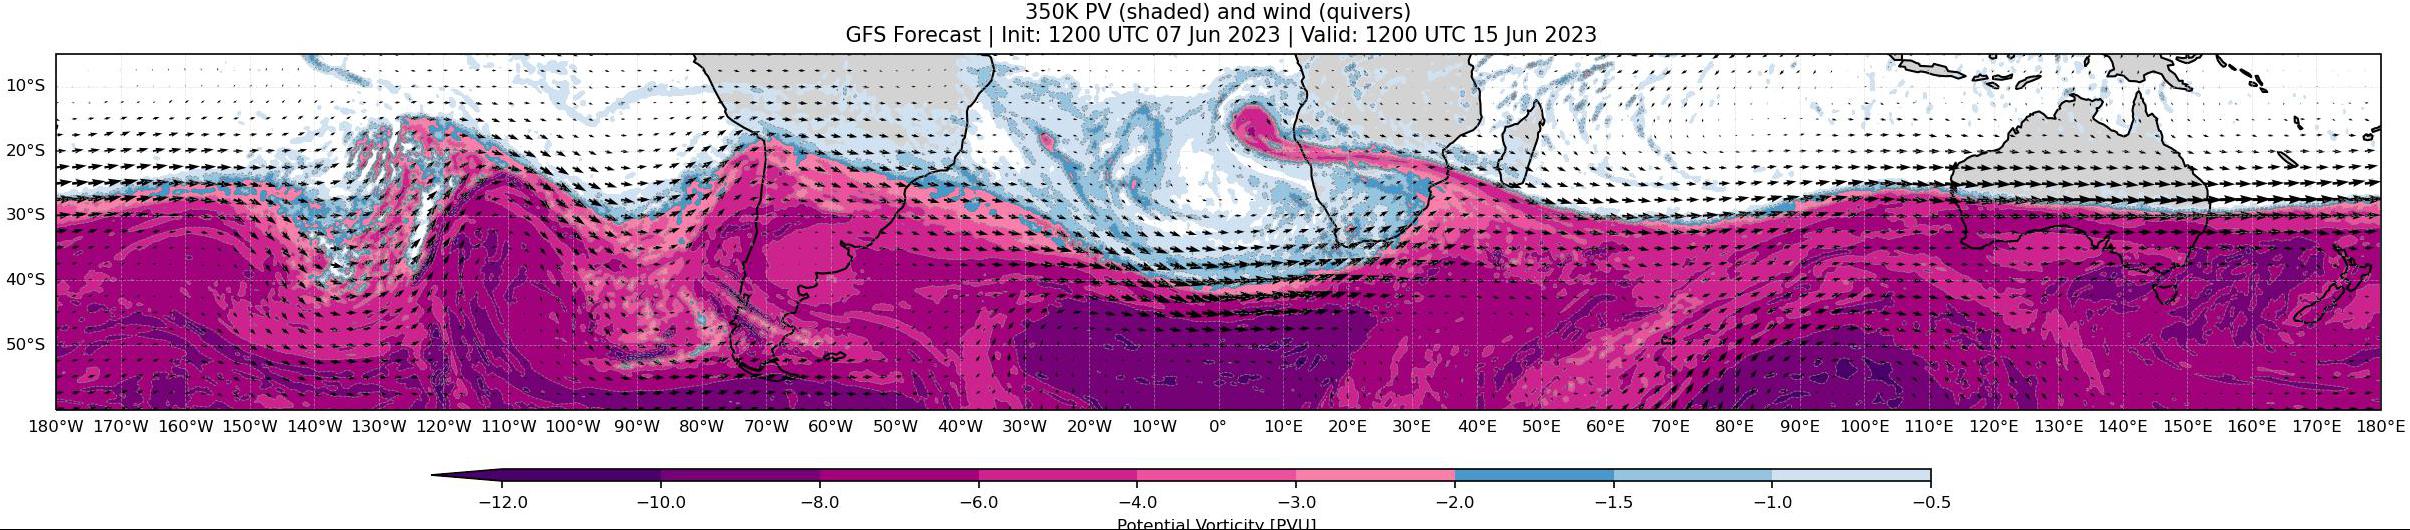 350K PV (shaded) and wind (quivers)
GFS Forecast | Init: 1200 UTC 07 Jun 2023 | Valid: 1200 UTC 15 Jun 2023
10°S
20°S
30°S
40°S
50°S
180°W 170°W 160°W 150°W 140°W 130°W 120°W 110°W 100°W 90°W 80°W 70°W 60°W 50°W 40°W 30°W 20°W 10°W 0° 10°E 20°E 30°E 40°E 50°E 60°E 70°E 80°E 90°E 100°E 110°E 120°E 130°E 140°E 150°E 160°E 170°E 180°E
−12.0 −10.0 −8.0 −6.0 −4.0 −3.0 −2.0 −1.5 −1.0 −0.5
Potential Vorticity [PVU]